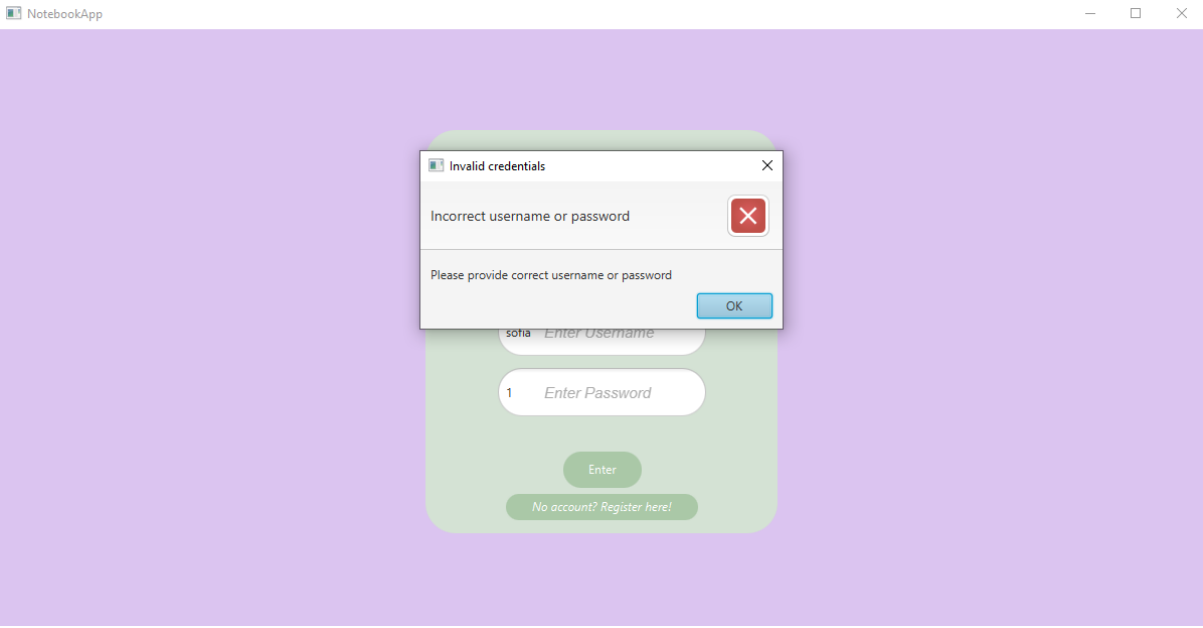 NotebookApp
Invalid credentials
Incorrect username or password
Please provide correct username or password
OK
sofia Enter Username
1 Enter Password
Enter
No account? Register here!